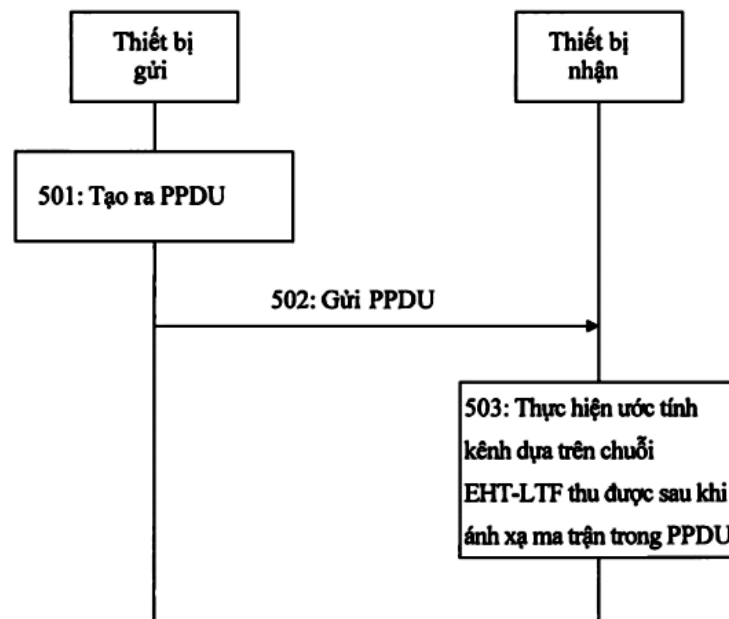 Thiết bị
gửi
Thiết bị
nhận
501: Tạo ra PPDU
502: Gửi PPDU
503: Thực hiện ước tính
kênh dựa trên chuỗi
EHT-LTF thu được sau khi
ánh xạ ma trận trong PPDU